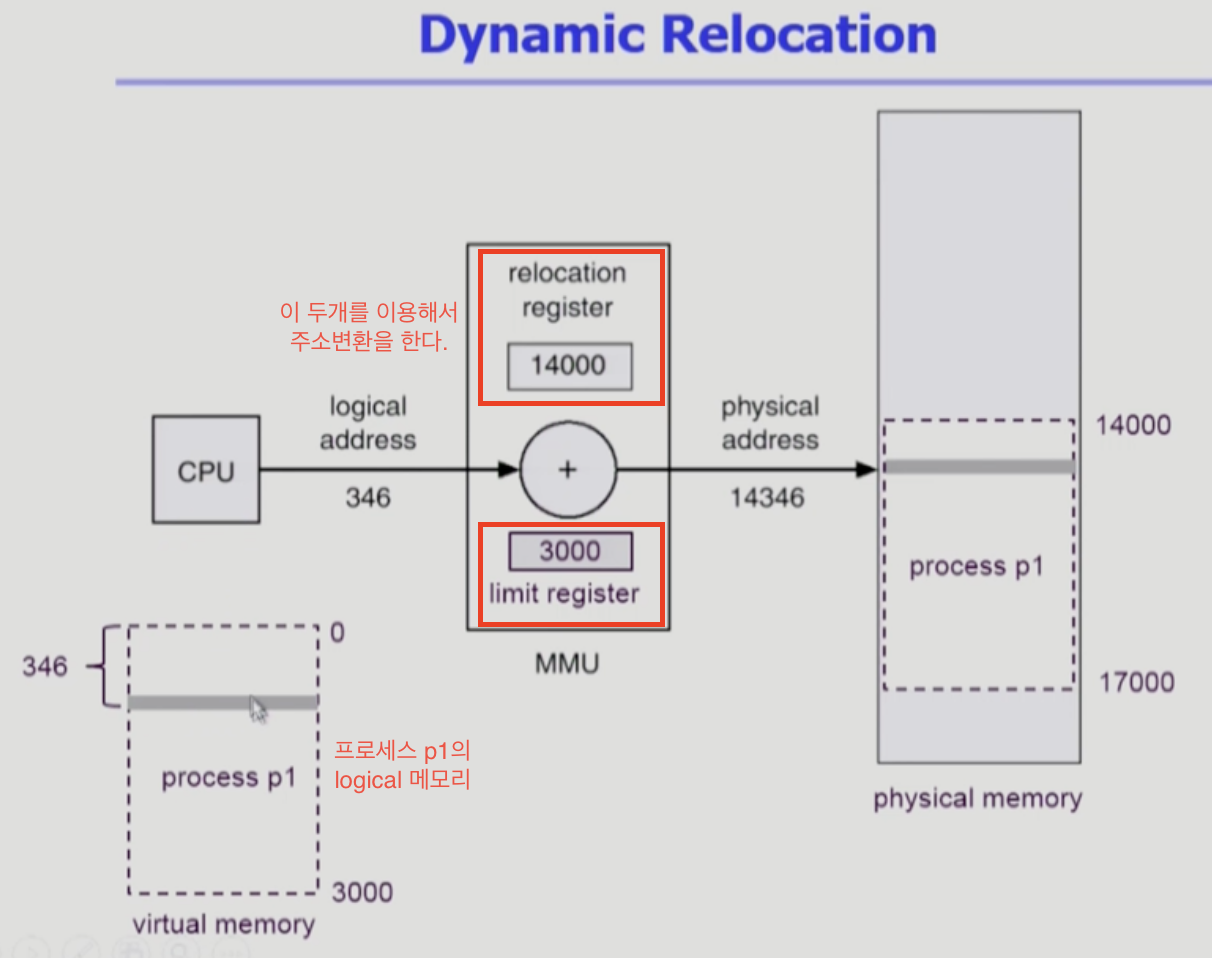 Dynamic Relocation
relocation
register
14000
이 두개를 이용해서
주소변환을 한다.
logical
address
346
CPU
+
physical
address
14346
3000
limit register
MMU
14000
process p1
17000
physical memory
0
346
process p1
프로세스 p1의
logical 메모리
3000
virtual memory